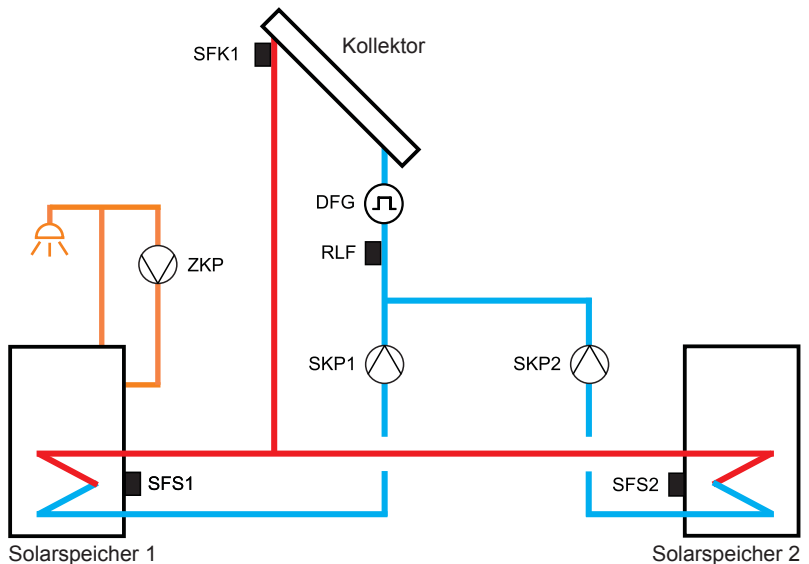 Kollektor
SFK1
DFG
RLF
ZKP
SKP1
SKP2
SFS1
SFS2
Solarspeicher 1
Solarspeicher 2